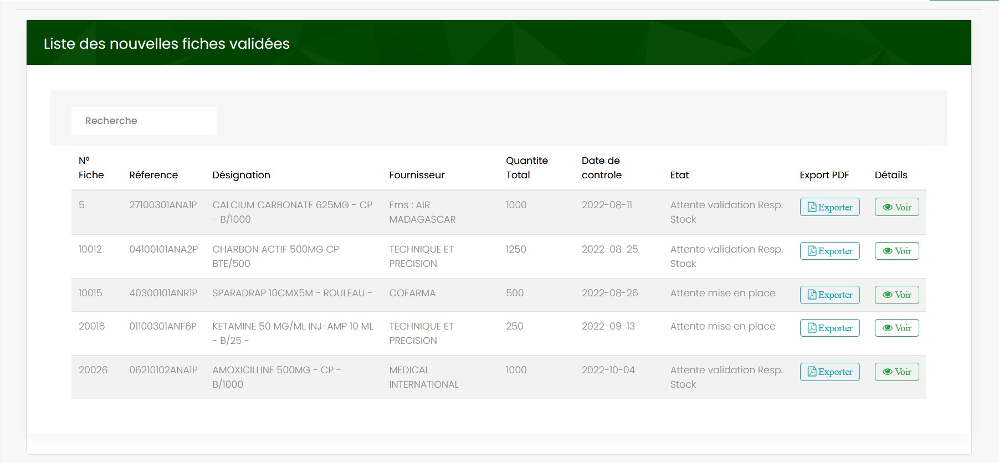 Liste des nouvelles fiches validées
Recherche
N° Fiche Réference Désignation Fournisseur Quantite Total Date de controle Etat Export PDF Détails
5 27100301ANA1P CALCIUM CARBONATE 625MG - CP - B/1000 Frns : AIR MADAGASCAR 1000 2022-08-11 Attente validation Resp. Stock Exporter Voir
10012 04100101ANA2P CHARBON ACTIF 500MG CP BTE/500 TECHNIQUE ET PRECISION 1250 2022-08-25 Attente validation Resp. Stock Exporter Voir
10015 40300101ANR1P SPARADRAP 10CMX5M - ROULEAU - COFARMA 500 2022-08-26 Attente mise en place Exporter Voir
20016 01100301ANF6P KETAMINE 50 MG/ML INJ-AMP 10 ML - B/25 - TECHNIQUE ET PRECISION 250 2022-09-13 Attente mise en place Exporter Voir
20026 06210102ANA1P AMOXICILLINE 500MG - CP - B/1000 MEDICAL INTERNATIONAL 1000 2022-10-04 Attente validation Resp. Stock Exporter Voir